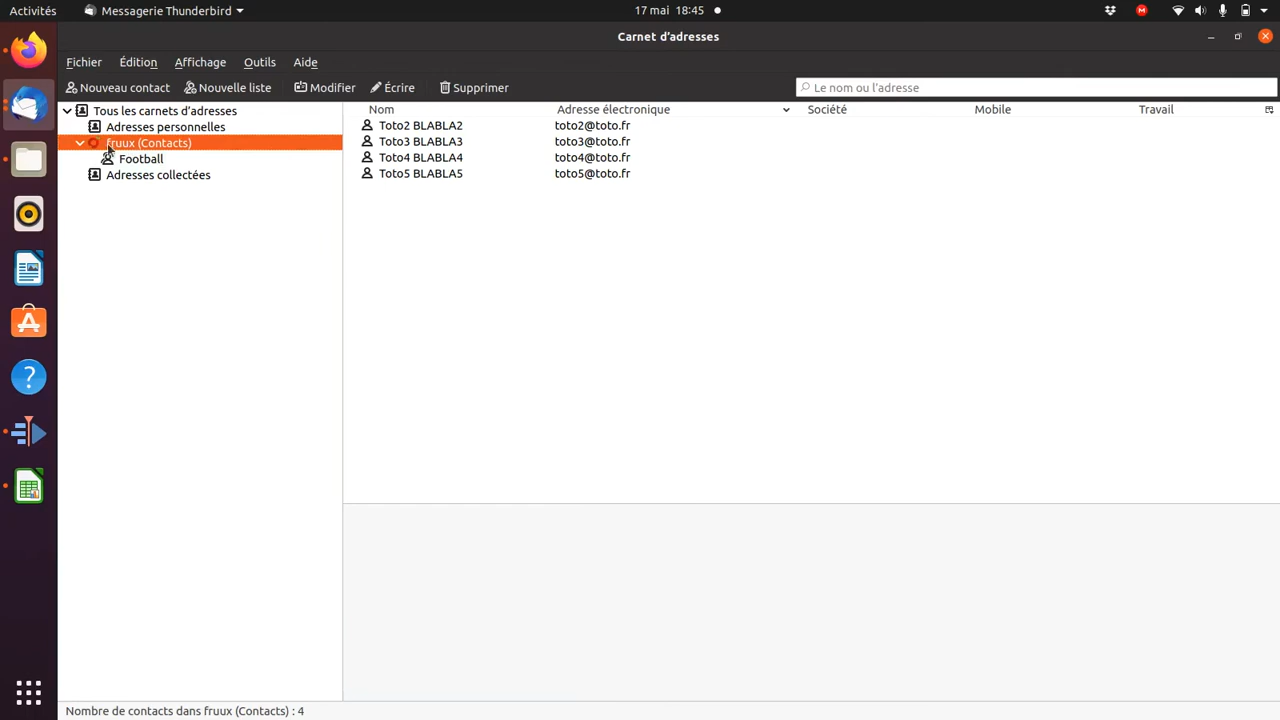 Activités Messagerie Thunderbird 17 mai 18:45
Carnet d'adresses
Fichier Édition Affichage Outils Aide
Nouveau contact Nouvelle liste Modifier Écrire Supprimer Le nom ou l'adresse
Tous les carnets d'adresses
Adresses personnelles
fruux (Contacts)
Football
Adresses collectées
Nom Adresse électronique Société Mobile Travail
Toto2 BLABLA2 toto2@toto.fr
Toto3 BLABLA3 toto3@toto.fr
Toto4 BLABLA4 toto4@toto.fr
Toto5 BLABLA5 toto5@toto.fr
Nombre de contacts dans fruux (Contacts) : 4